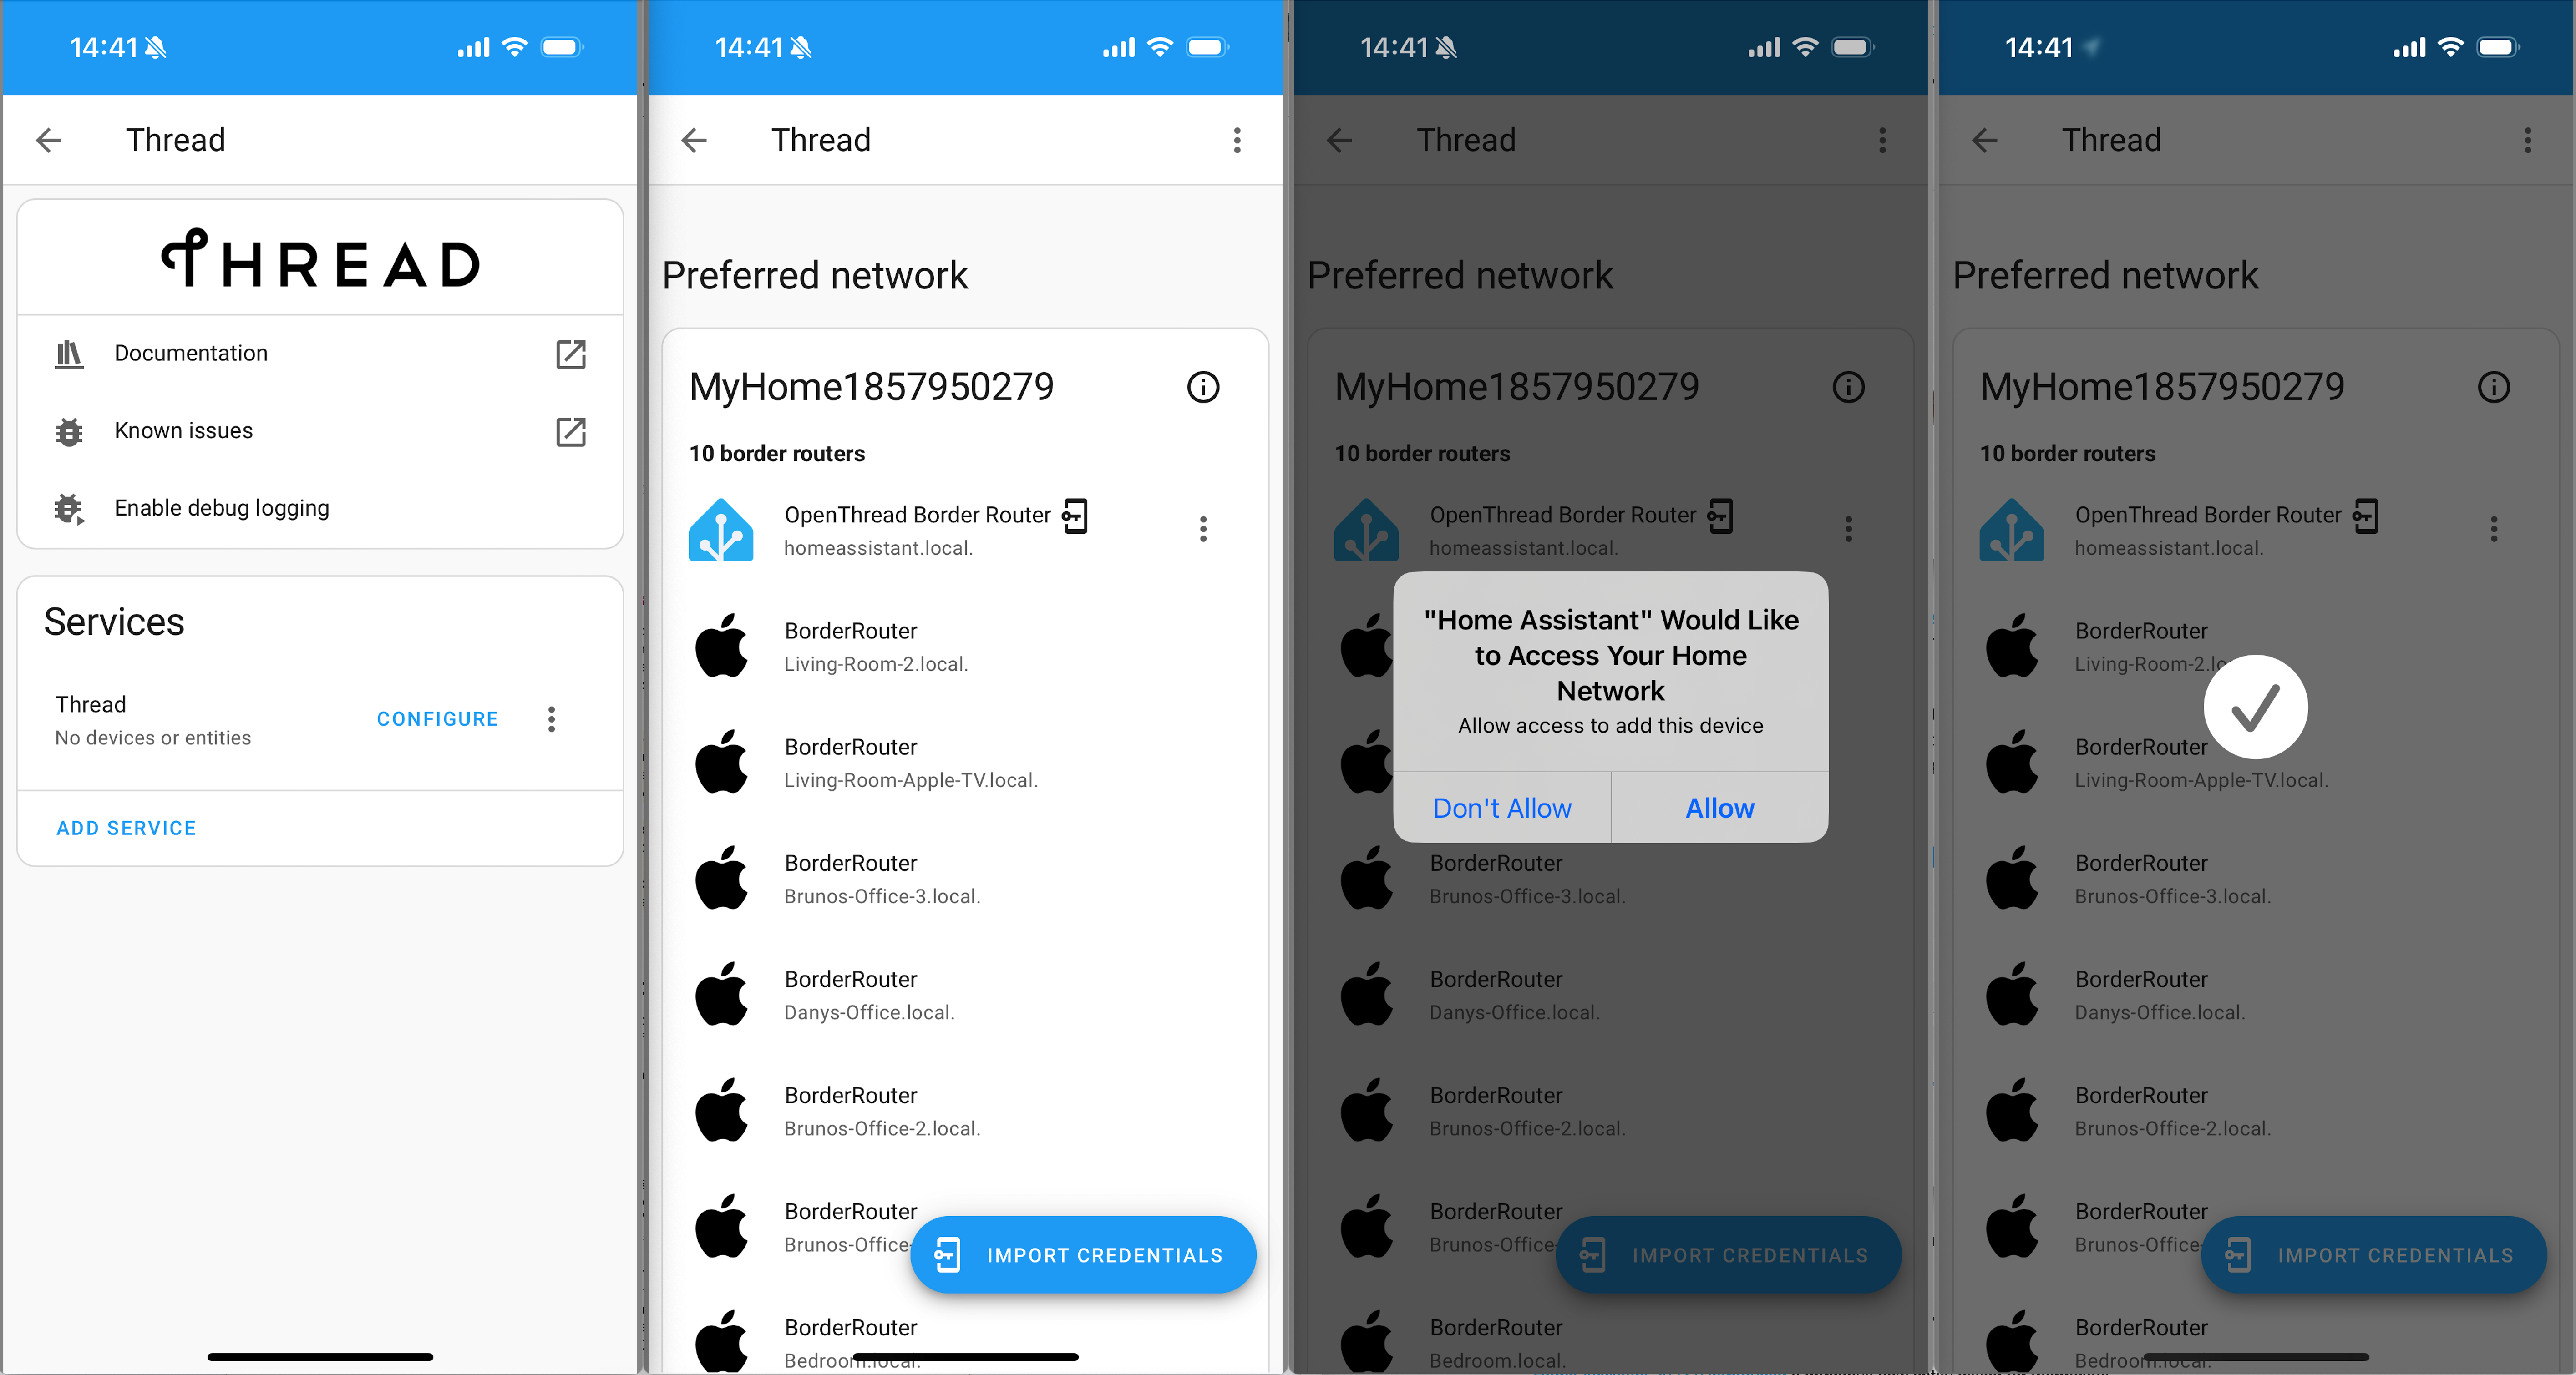 14:41
Thread
THREAD
Documentation
Known issues
Enable debug logging
Services
Thread
No devices or entities
CONFIGURE
ADD SERVICE
14:41
Thread
Preferred network
MyHome1857950279
10 border routers
OpenThread Border Router
homeassistant.local.
BorderRouter
Living-Room-2.local.
BorderRouter
Living-Room-Apple-TV.local.
BorderRouter
Brunos-Office-3.local.
BorderRouter
Danys-Office.local.
BorderRouter
Brunos-Office-2.local.
BorderRouter
Brunos-Office-
IMPORT CREDENTIALS
BorderRouter
Bedroom.local.
14:41
Thread
Preferred network
MyHome1857950279
10 border routers
OpenThread Border Router
homeassistant.local.
"Home Assistant" Would Like
to Access Your Home
Network
Allow access to add this device
Don't Allow
Allow
BorderRouter
Brunos-Office-3.local.
BorderRouter
Danys-Office.local.
BorderRouter
Brunos-Office-2.local.
BorderRouter
Brunos-Office-
IMPORT CREDENTIALS
BorderRouter
Bedroom.local.
14:41
Thread
Preferred network
MyHome1857950279
10 border routers
OpenThread Border Router
homeassistant.local.
BorderRouter
Living-Room-2.lo
BorderRouter
Living-Room-Apple-TV.local.
BorderRouter
Brunos-Office-3.local.
BorderRouter
Danys-Office.local.
BorderRouter
Brunos-Office-2.local.
BorderRouter
Brunos-Office-
IMPORT CREDENTIALS
BorderRouter
Bedroom.local.